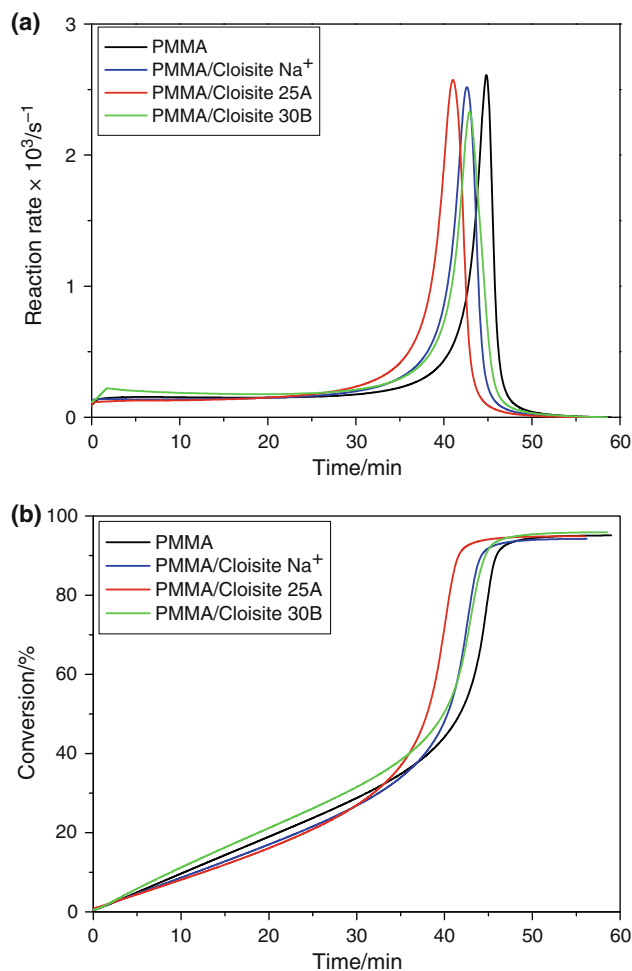 (a)
3
2
1
0
Reaction rate × 10³/s⁻¹
PMMA
PMMA/Cloisite Na⁺
PMMA/Cloisite 25A
PMMA/Cloisite 30B
0 10 20 30 40 50 60
Time/min
(b)
100
80
60
40
20
0
Conversion/%
PMMA
PMMA/Cloisite Na⁺
PMMA/Cloisite 25A
PMMA/Cloisite 30B
0 10 20 30 40 50 60
Time/min